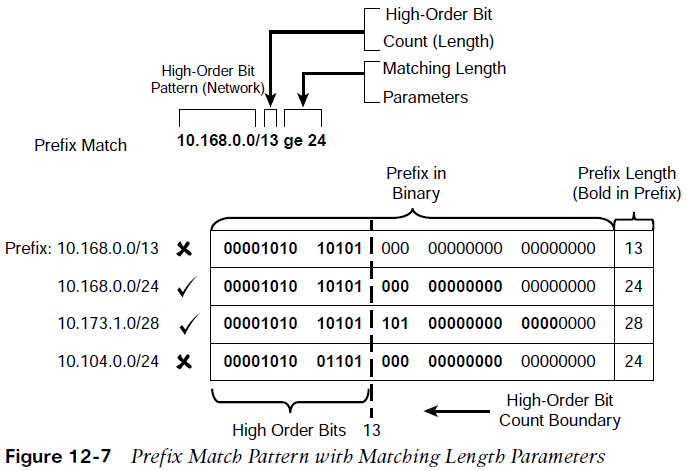 High-Order Bit
Count (Length)
High-Order Bit
Pattern (Network)
Matching Length
Parameters
Prefix Match 10.168.0.0/13 ge 24
Prefix in
Binary
Prefix Length
(Bold in Prefix)
Prefix: 10.168.0.0/13 ✘ 00001010 10101 000 00000000 00000000 13
10.168.0.0/24 ✓ 00001010 10101 000 00000000 00000000 24
10.173.1.0/28 ✓ 00001010 10101 101 00000000 00000000 28
10.104.0.0/24 ✘ 00001010 01101 000 00000000 00000000 24
High Order Bits 13
High-Order Bit
Count Boundary
Figure 12-7 Prefix Match Pattern with Matching Length Parameters